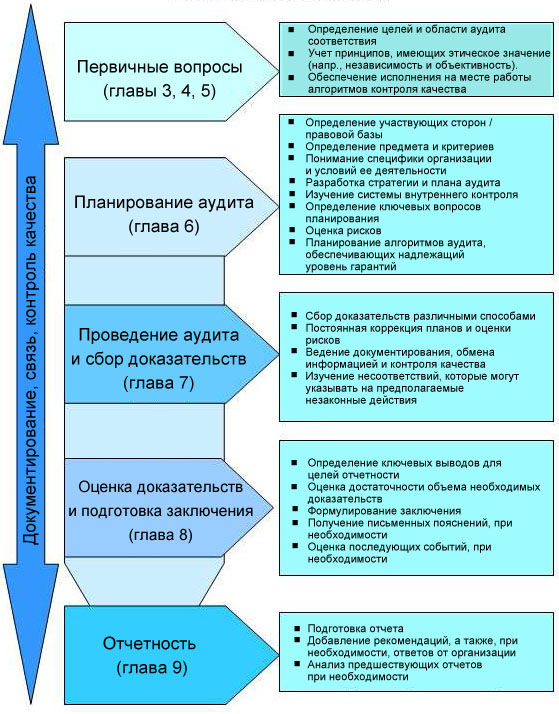 Документирование, связь, контроль качества
Первичные вопросы
(главы 3, 4, 5)
Определение целей и области аудита
соответствия
Учет принципов, имеющих этическое значение
(напр., независимость и объективность).
Обеспечение исполнения на месте работы
алгоритмов контроля качества
Планирование аудита
(глава 6)
Определение участвующих сторон /
правовой базы
Определение предмета и критериев
Понимание специфики организации
и условий ее деятельности
Разработка стратегии и плана аудита
Изучение системы внутреннего контроля
Определение ключевых вопросов
планирования
Оценка рисков
Планирование алгоритмов аудита,
обеспечивающих надлежащий
уровень гарантий
Проведение аудита
и сбор доказательств
(глава 7)
Сбор доказательств различными способами
Постоянная коррекция планов и оценки
рисков
Ведение документирования, обмена
информацией и контроля качества
Изучение несоответствий, которые могут
указывать на предполагаемые
незаконные действия
Оценка доказательств
и подготовка заключения
(глава 8)
Определение ключевых выводов для
целей отчетности
Оценка достаточности объема необходимых
доказательств
Формулирование заключения
Получение письменных пояснений, при
необходимости
Оценка последующих событий, при
необходимости
Отчетность
(глава 9)
Подготовка отчета
Добавление рекомендаций, а также, при
необходимости, ответов от организации
Анализ предшествующих отчетов
при необходимости